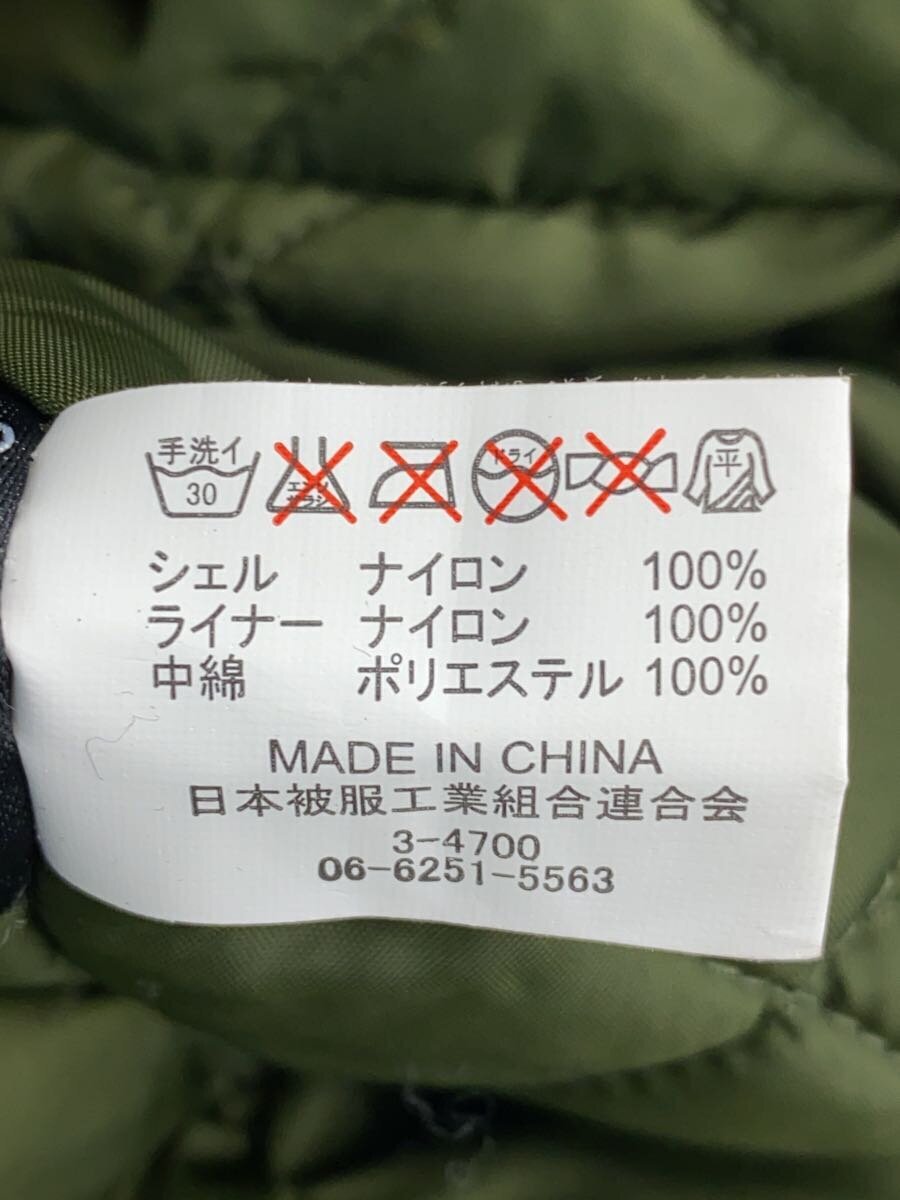 手洗イ
30
エンソ
サラシ
ドライ
平
シェル ナイロン 100%
ライナー ナイロン 100%
中綿 ポリエステル 100%
MADE IN CHINA
日本被服工業組合連合会
3-4700
06-6251-5563